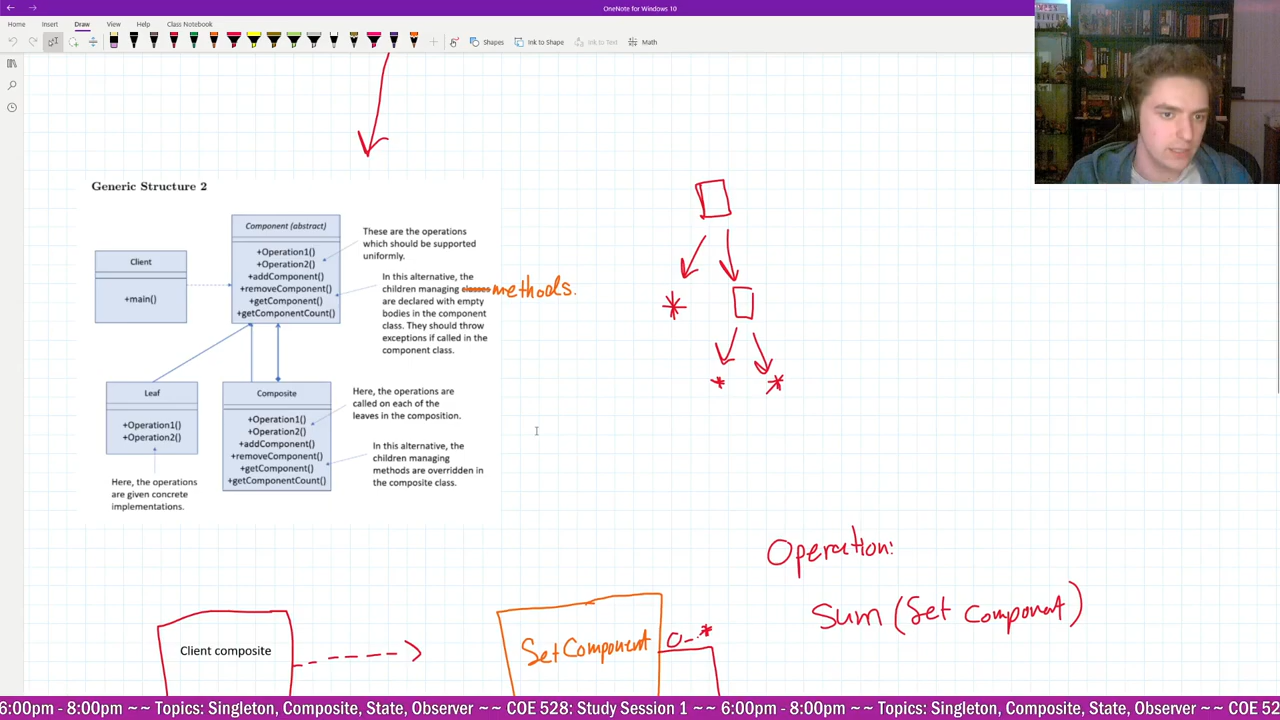 OneNote for Windows 10
Home Insert Draw View Help Class Notebook
Shapes Ink to Shape Ink to Text Math
Generic Structure 2
Component (abstract)
+Operation1()
+Operation2()
+addComponent()
+removeComponent()
+getComponent()
+getComponentCount()
Client
+main()
These are the operations
which should be supported
uniformly.
In this alternative, the
children managing classes methods.
are declared with empty
bodies in the component
class. They should throw
exceptions if called in the
component class.
Leaf
+Operation1()
+Operation2()
Composite
+Operation1()
+Operation2()
+addComponent()
+removeComponent()
+getComponent()
+getComponentCount()
Here, the operations are
called on each of the
leaves in the composition.
In this alternative, the
children managing
methods are overridden in
the composite class.
Here, the operations
are given concrete
implementations.
*
* *
Operation:
Sum (Set Component)
Client composite
SetComponent
0..*
6:00pm - 8:00pm ~~ Topics: Singleton, Composite, State, Observer ~~ COE 528: Study Session 1 ~~ 6:00pm - 8:00pm ~~ Topics: Singleton, Composite, State, Observer ~~ COE 52